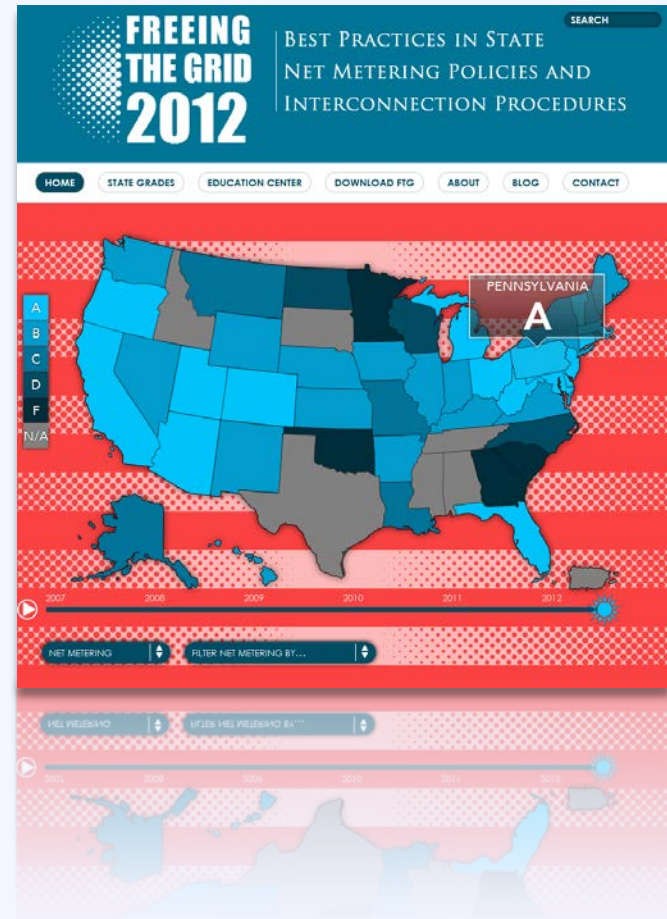 FREEING
THE GRID
2012
BEST PRACTICES IN STATE
NET METERING POLICIES AND
INTERCONNECTION PROCEDURES
SEARCH
HOME STATE GRADES EDUCATION CENTER DOWNLOAD FTG ABOUT BLOG CONTACT
PENNSYLVANIA
A
A
B
C
D
F
N/A
2007 2008 2009 2010 2011 2012
NET METERING FILTER NET METERING BY...